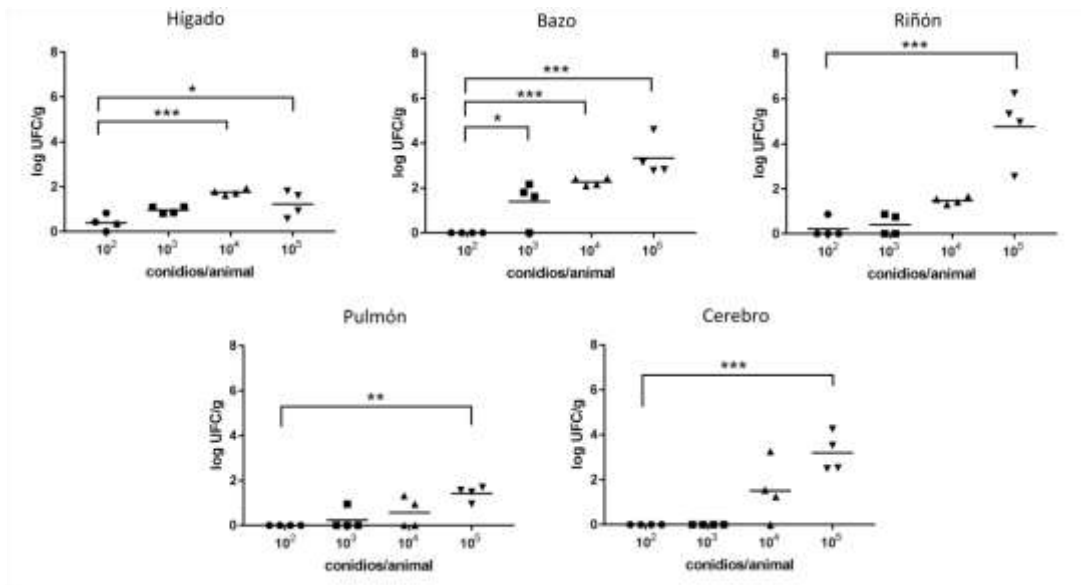 Hígado
Bazo
Riñón
8
6
4
2
0
log UFC/g
*
***
10² 10³ 10⁴ 10⁵
conidios/animal
8
6
4
2
0
log UFC/g
***
***
*
10² 10³ 10⁴ 10⁵
conidios/animal
8
6
4
2
0
log UFC/g
***
10² 10³ 10⁴ 10⁵
conidios/animal
Pulmón
Cerebro
8
6
4
2
0
log UFC/g
**
10² 10³ 10⁴ 10⁵
conidios/animal
8
6
4
2
0
log UFC/g
***
10² 10³ 10⁴ 10⁵
conidios/animal